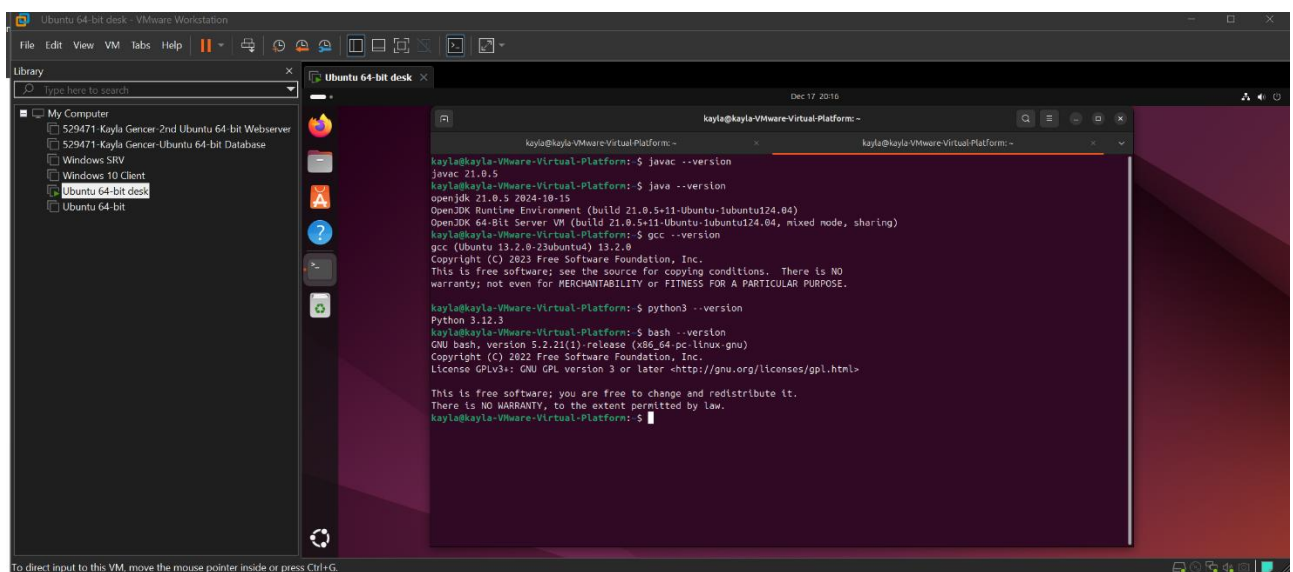 Ubuntu 64-bit desk - VMware Workstation
File Edit View VM Tabs Help
Library
Type here to search
My Computer
529471-Kayla Gencer-2nd Ubuntu 64-bit Webserver
529471-Kayla Gencer-Ubuntu 64-bit Database
Windows SRV
Windows 10 Client
Ubuntu 64-bit desk
Ubuntu 64-bit
Ubuntu 64-bit desk
Dec 17 20:16
kayla@kayla-VMware-Virtual-Platform: ~
kayla@kayla-VMware-Virtual-Platform: ~
kayla@kayla-VMware-Virtual-Platform: ~
kayla@kayla-VMware-Virtual-Platform:~$ javac --version
javac 21.0.5
kayla@kayla-VMware-Virtual-Platform:~$ java --version
openjdk 21.0.5 2024-10-15
OpenJDK Runtime Environment (build 21.0.5+11-Ubuntu-1ubuntu124.04)
OpenJDK 64-Bit Server VM (build 21.0.5+11-Ubuntu-1ubuntu124.04, mixed mode, sharing)
kayla@kayla-VMware-Virtual-Platform:~$ gcc --version
gcc (Ubuntu 13.2.0-23ubuntu4) 13.2.0
Copyright (C) 2023 Free Software Foundation, Inc.
This is free software; see the source for copying conditions.  There is NO
warranty; not even for MERCHANTABILITY or FITNESS FOR A PARTICULAR PURPOSE.
kayla@kayla-VMware-Virtual-Platform:~$ python3 --version
Python 3.12.3
kayla@kayla-VMware-Virtual-Platform:~$ bash --version
GNU bash, version 5.2.21(1)-release (x86_64-pc-linux-gnu)
Copyright (C) 2022 Free Software Foundation, Inc.
License GPLv3+: GNU GPL version 3 or later <http://gnu.org/licenses/gpl.html>
This is free software; you are free to change and redistribute it.
There is NO WARRANTY, to the extent permitted by law.
kayla@kayla-VMware-Virtual-Platform:~$
To direct input to this VM, move the mouse pointer inside or press Ctrl+G.